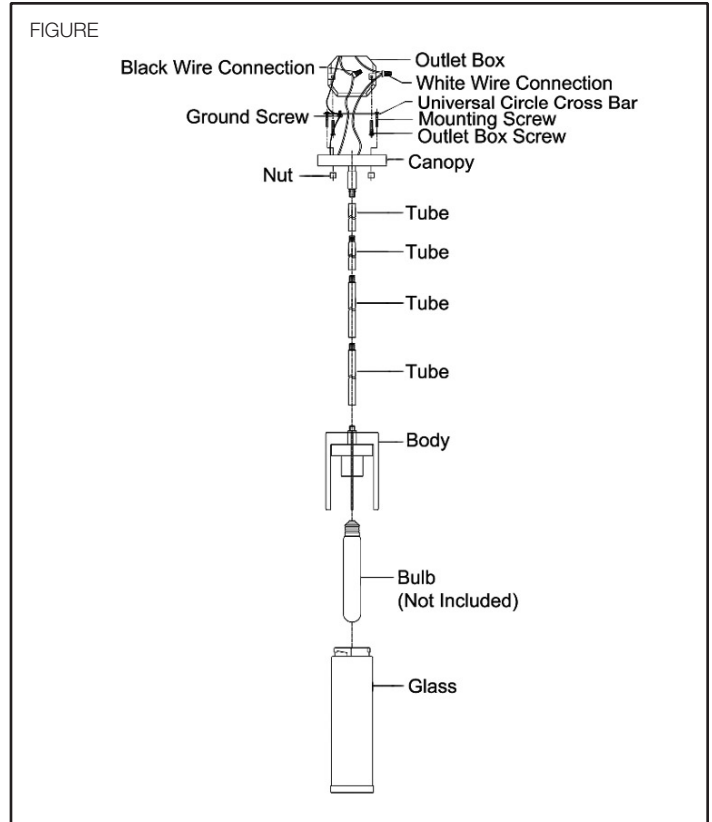 FIGURE
Outlet Box
Black Wire Connection
White Wire Connection
Universal Circle Cross Bar
Ground Screw
Mounting Screw
Outlet Box Screw
Canopy
Nut
Tube
Tube
Tube
Tube
Body
Bulb
(Not Included)
Glass